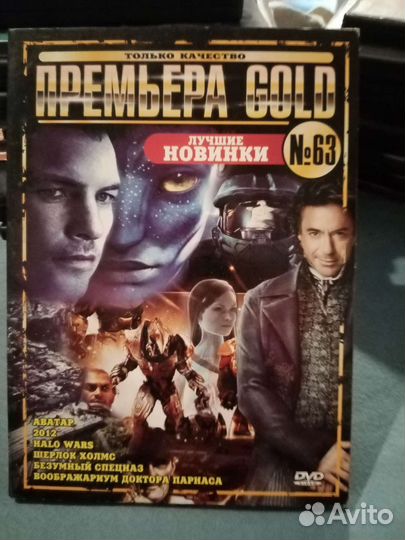 ТОЛЬКО КАЧЕСТВО
ПРЕМЬЕРА GOLD
ЛУЧШИЕ
НОВИНКИ
№63
АВАТАР
2012
HALO WARS
ШЕРЛОК ХОЛМС
БЕЗУМНЫЙ СПЕЦНАЗ
ВООБРАЖАРИУМ ДОКТОРА ПАРНАСА
DVD
VIDEO
Avito